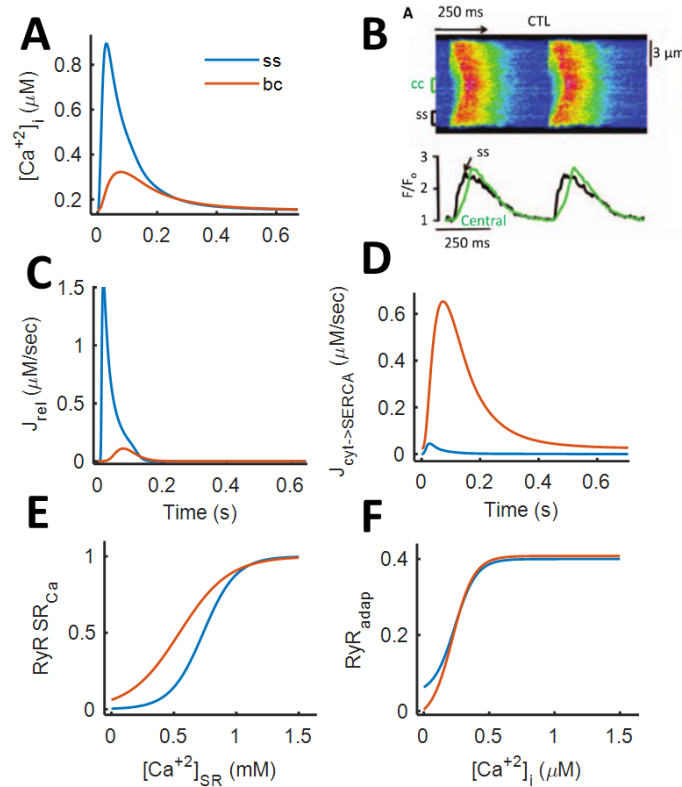 A
[Ca+2]i (μM)
0.8
0.6
0.4
0.2
0
0.2
0.4
0.6
ss
bc
B
A
250 ms
CTL
3 μm
cc
ss
F/Fo
3
2
1
ss
Central
250 ms
C
Jrel (μM/sec)
1.5
1
0.5
0
0
0.2
0.4
0.6
Time (s)
D
Jcyt->SERCA (μM/sec)
0.6
0.4
0.2
0
0
0.2
0.4
0.6
Time (s)
E
RyR SRCa
1
0.5
0
0
0.5
1
1.5
[Ca+2]SR (mM)
F
RyRadap
0.4
0.2
0
0
0.5
1
1.5
[Ca+2]i (μM)